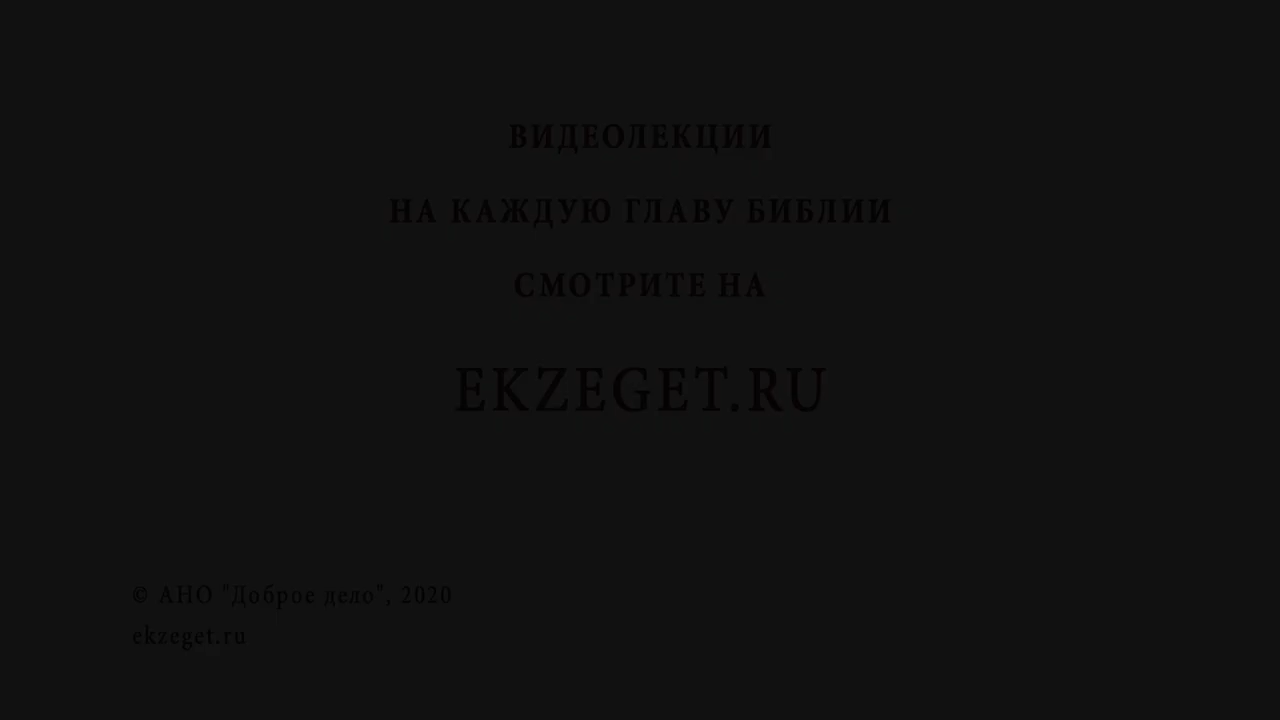 ВИДЕОЛЕКЦИИ
НА КАЖДУЮ ГЛАВУ БИБЛИИ
СМОТРИТЕ НА
EKZEGET.RU
© АНО "Доброе дело", 2020
ekzeget.ru